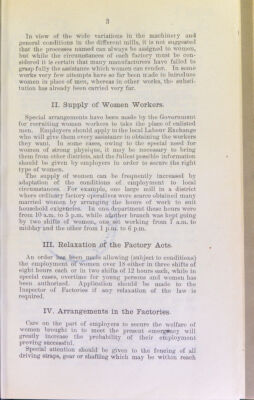 3
In view of the wide variations in the machinery and
general conditions in the different mills, it is not suggested
that the processes named can always be assigned to women,
but while the circumstances of each factory must be con-
sidered it is certain that many manufacturers have failed to
grasp fully the assistance which women can render. In some
works very few attempts have so far been made to introduce
women in place of men, whereas in other works, the substi-
tution has already been carried very far.
II. Supply of Women Workers.
Special arrangements have been made by the Government
for recruiting women workers to take the place of enlisted
men. Employers should apply to the local Labour Exchange
who will give them every assistance in obtaining the workers
they want. In some cases, owing to the special need for
women of strong physique, it may be necessary to bring
them from other districts, and the fullest possible information
should be given by employers in order to secure the right
type of women.
The supply of women can be frequently increased by
adaptation of the conditions of employment to local
circumstances. For example, one large mill in a district
where ordinary factory operatives were scarce obtained many
married women by arranging the hours of work to suit
household exigencies. In one department these hours were
from 10 a.m. to 5 p.m. while another branch was kept going
by two shifts of women, one set working from 7 a.m. to
midday and the other from 1 p.m. to 6 p.m.
III. Relaxation of the Factory Acts.
An order has been made allowing (subject to conditions)
the employment of women over 18 either in three shifts of
eight hours each or in two shifts of 12 hours each, while in
special cases, overtime for young persons and women has
been authorised. Application should be made to the
Inspector of Factories if any relaxation of the law is
required.
IV. Arrangements in the Factories.
Care on the part of employers to secure the welfare of
women brought in to meet the present emergency will
greatly increase the probability of their employment
proving successful.
Special attention should be given to the fencing of all
driving straps, gear or shafting which may be within reach